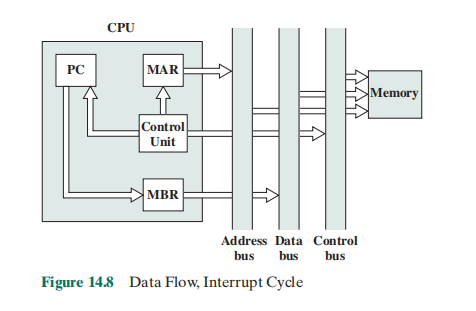 CPU
PC
MAR
Memory
Control
Unit
MBR
Address Data Control
bus bus bus
Figure 14.8 Data Flow, Interrupt Cycle